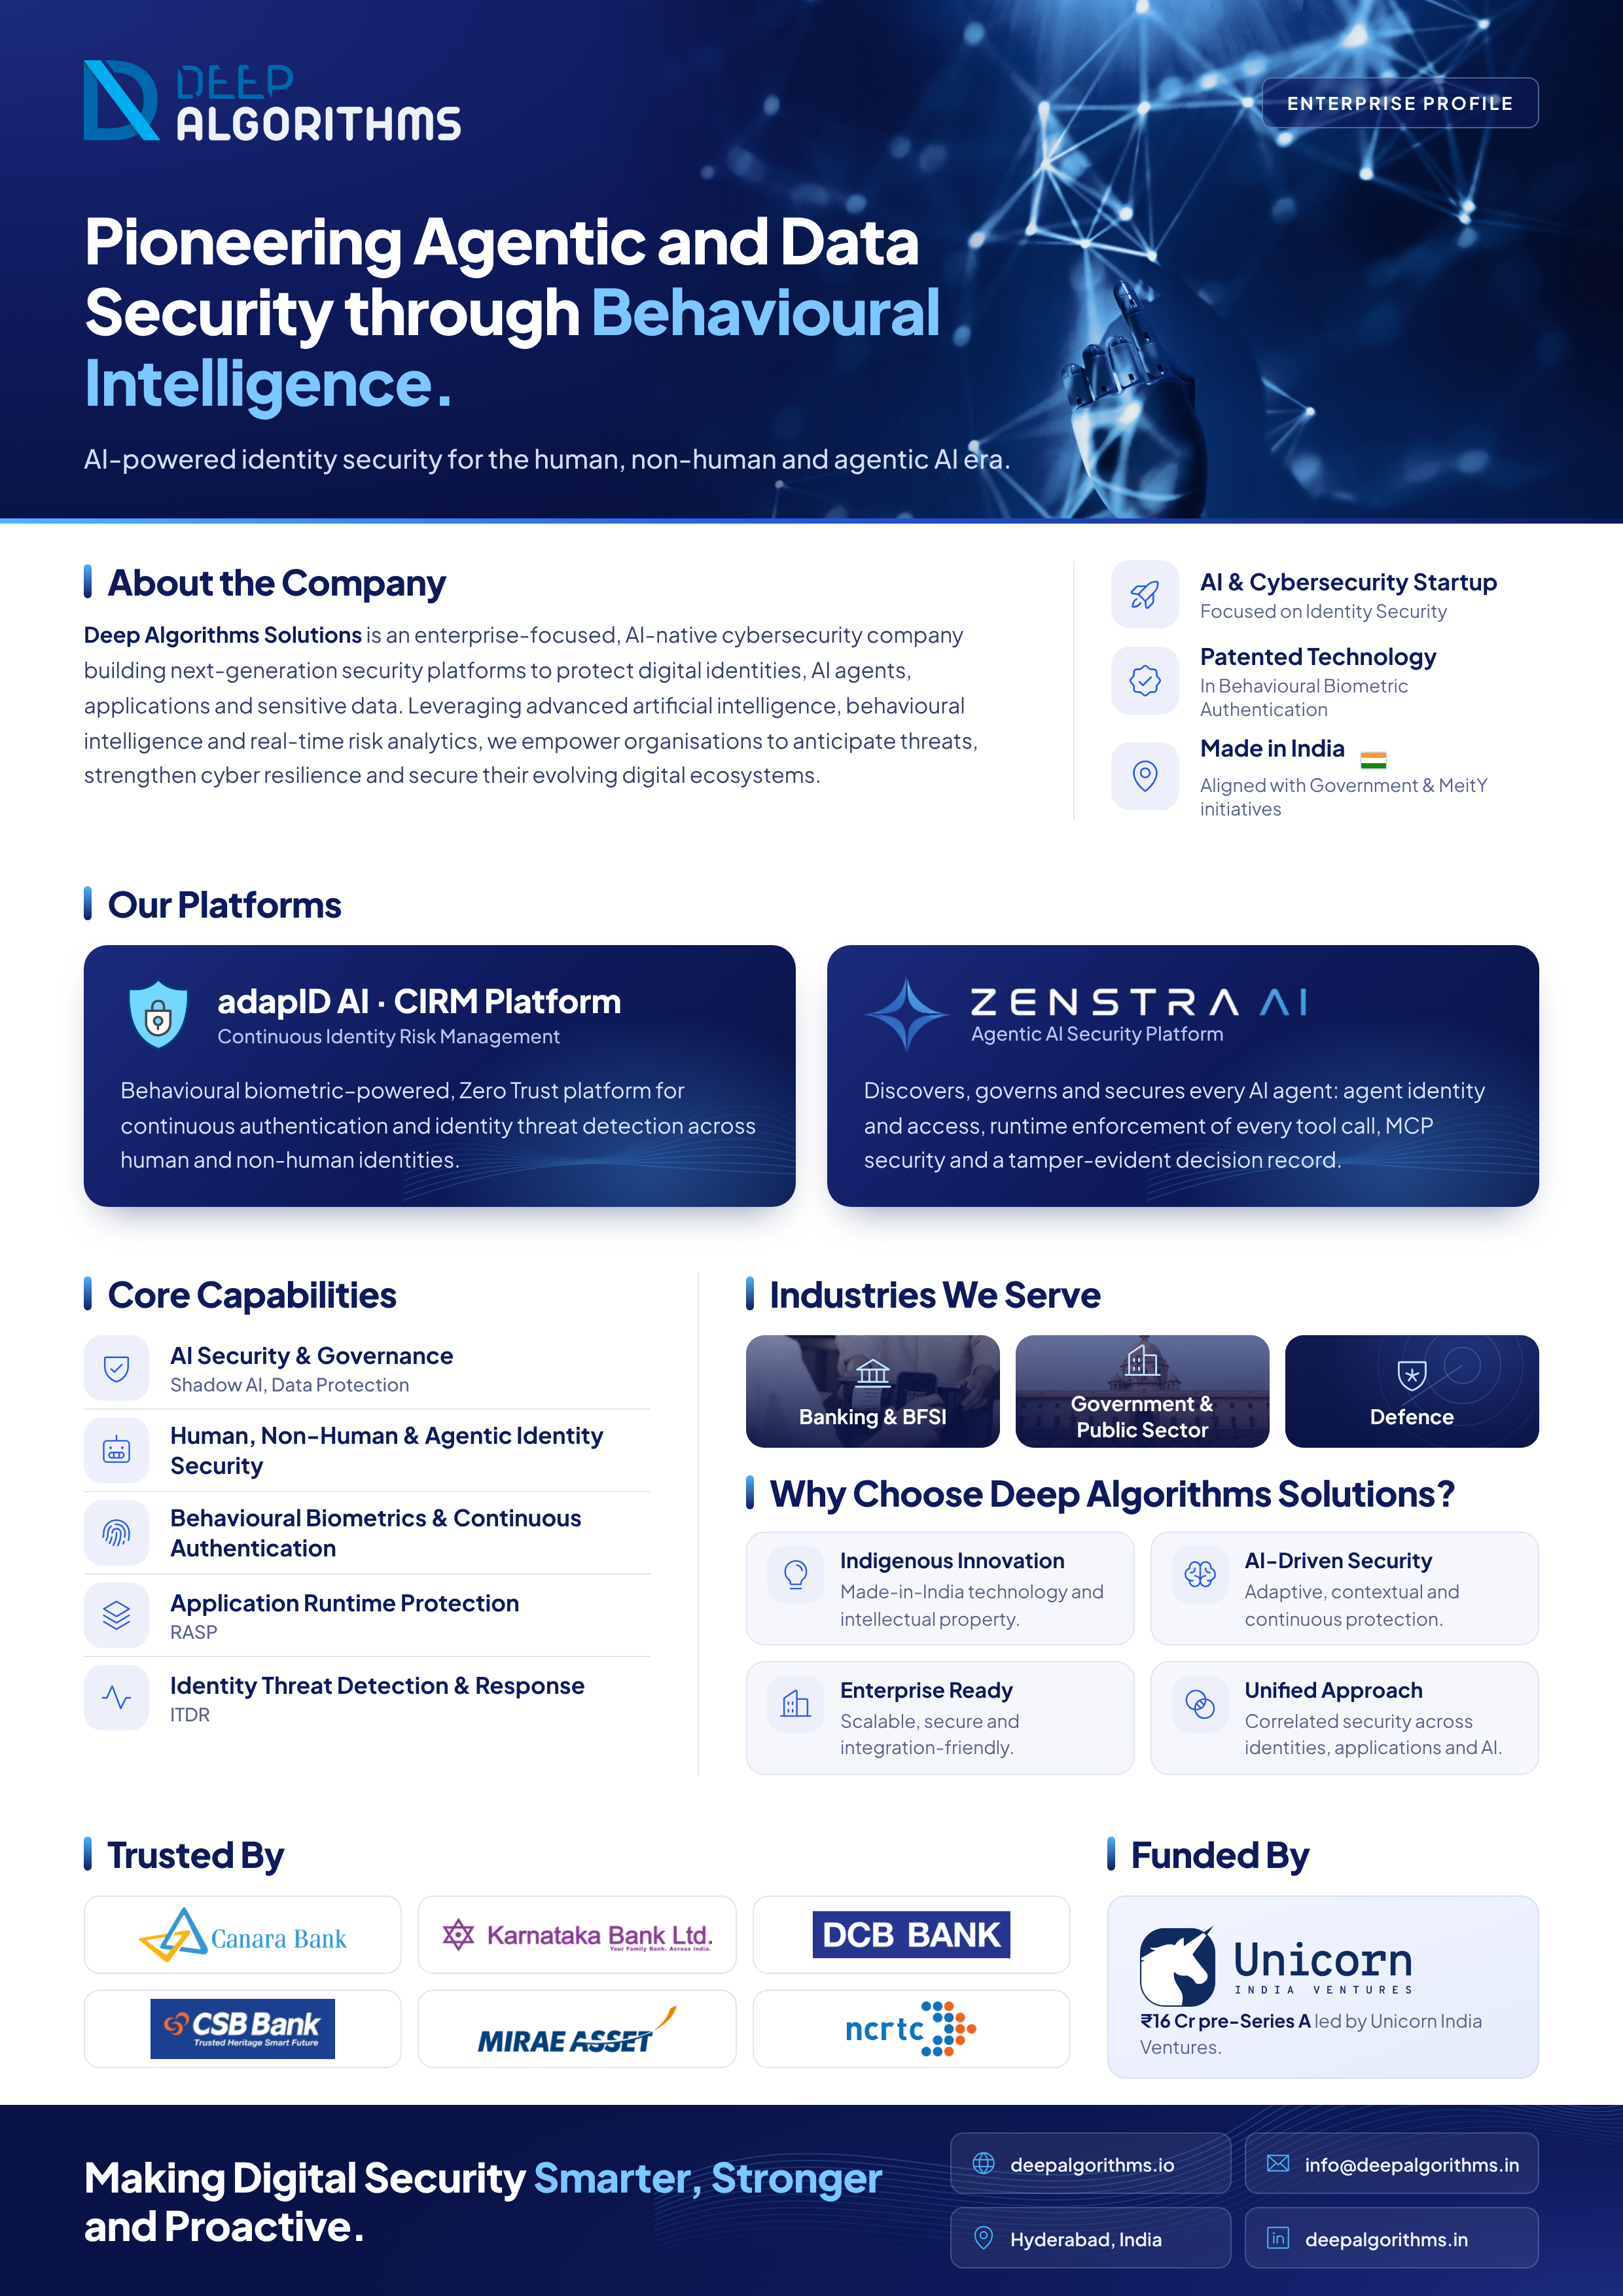 DEEP
ALGORITHMS
ENTERPRISE PROFILE
Pioneering Agentic and Data
Security through Behavioural
Intelligence.
AI-powered identity security for the human, non-human and agentic AI era.
About the Company
Deep Algorithms Solutions is an enterprise-focused, AI-native cybersecurity company
building next-generation security platforms to protect digital identities, AI agents,
applications and sensitive data. Leveraging advanced artificial intelligence, behavioural
intelligence and real-time risk analytics, we empower organisations to anticipate threats,
strengthen cyber resilience and secure their evolving digital ecosystems.
AI & Cybersecurity Startup
Focused on Identity Security
Patented Technology
In Behavioural Biometric
Authentication
Made in India
Aligned with Government & MeitY
initiatives
Our Platforms
adapID AI · CIRM Platform
Continuous Identity Risk Management
Behavioural biometric-powered, Zero Trust platform for
continuous authentication and identity threat detection across
human and non-human identities.
ZENSTRA AI
Agentic AI Security Platform
Discovers, governs and secures every AI agent: agent identity
and access, runtime enforcement of every tool call, MCP
security and a tamper-evident decision record.
Core Capabilities
AI Security & Governance
Shadow AI, Data Protection
Human, Non-Human & Agentic Identity
Security
Behavioural Biometrics & Continuous
Authentication
Application Runtime Protection
RASP
Identity Threat Detection & Response
ITDR
Industries We Serve
Banking & BFSI
Government &
Public Sector
Defence
Why Choose Deep Algorithms Solutions?
Indigenous Innovation
Made-in-India technology and
intellectual property.
AI-Driven Security
Adaptive, contextual and
continuous protection.
Enterprise Ready
Scalable, secure and
integration-friendly.
Unified Approach
Correlated security across
identities, applications and AI.
Trusted By
Canara Bank
Karnataka Bank Ltd.
Your Family Bank. Across India.
DCB BANK
CSB Bank
Trusted Heritage Smart Future
MIRAE ASSET
ncrtc
Funded By
Unicorn
INDIA VENTURES
₹16 Cr pre-Series A led by Unicorn India
Ventures.
Making Digital Security Smarter, Stronger
and Proactive.
deepalgorithms.io
info@deepalgorithms.in
Hyderabad, India
deepalgorithms.in